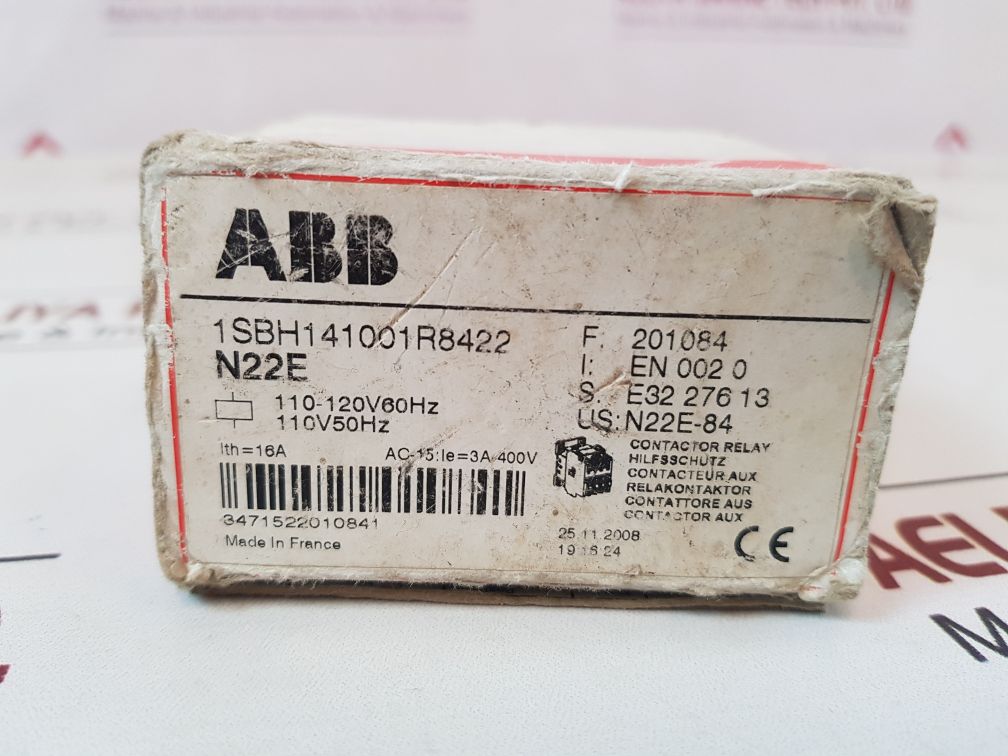 ABB
1SBH141001R8422
N22E
110-120V60Hz
110V50Hz
Ith=16A
AC-15:Ie=3A/400V
3471522010841
Made In France
F: 201084
I: EN 002 0
S: E32 276 13
US: N22E-84
CONTACTOR RELAY
HILFSSCHÜTZ
CONTACTEUR AUX
RELAKONTAKTOR
CONTATTORE AUS
CONTACTOR AUX
25.11.2008
19:16:24
CE